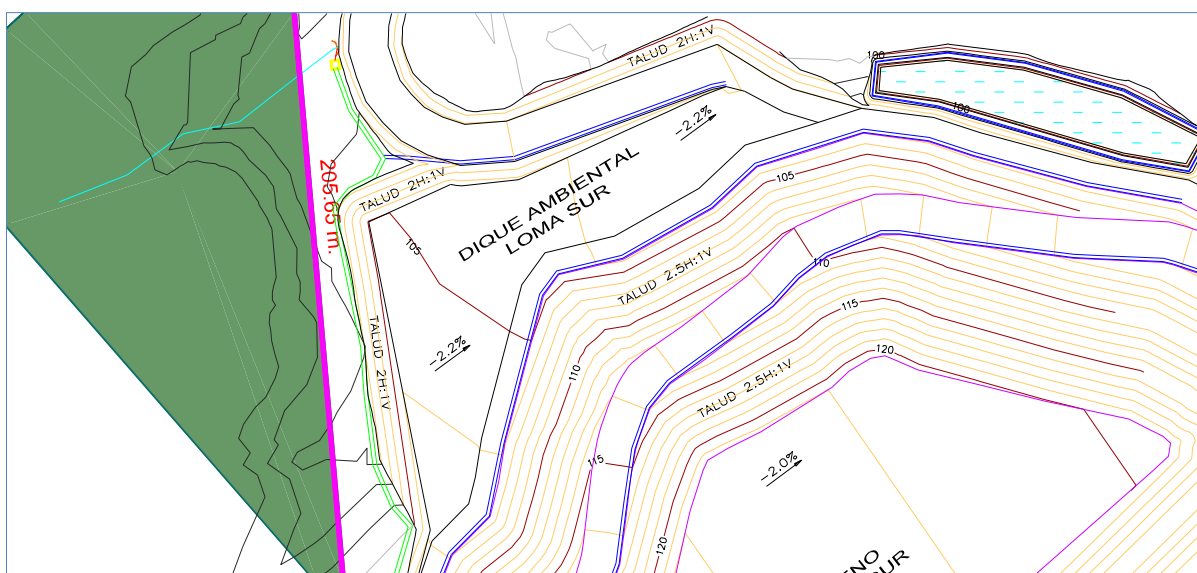 TALUD 2H:1V
100
100
-2.2%
205.65 m.
TALUD 2H:1V
DIQUE AMBIENTAL
LOMA SUR
105
105
TALUD 2.5H:1V
110
115
TALUD 2H:1V
-2.2%
110
120
TALUD 2.5H:1V
115
-2.0%
120
ENO
UR